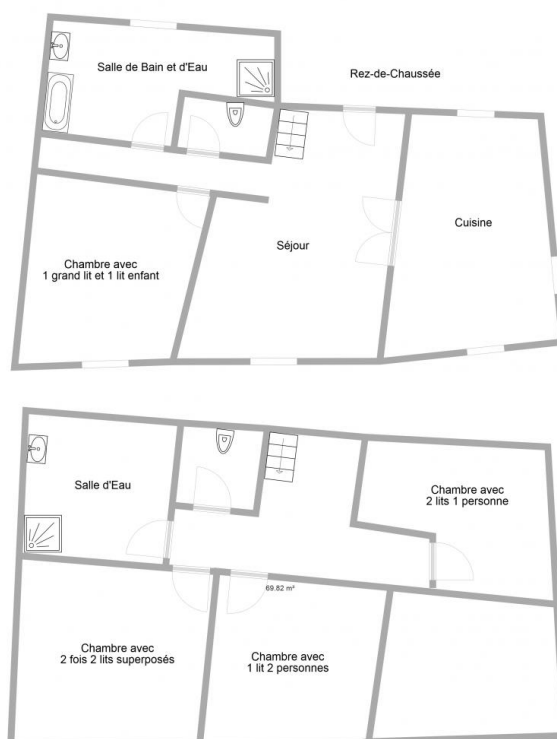 Salle de Bain et d'Eau
Rez-de-Chaussée
Chambre avec
1 grand lit et 1 lit enfant
Séjour
Cuisine
Salle d'Eau
Chambre avec
2 lits 1 personne
69.82 m²
Chambre avec
2 fois 2 lits superposés
Chambre avec
1 lit 2 personnes